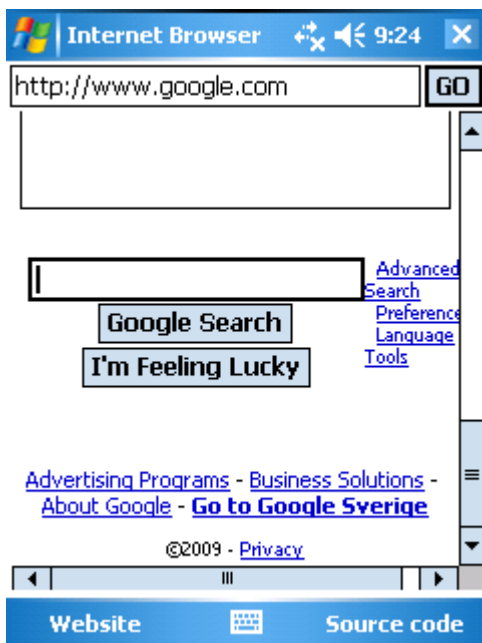 Internet Browser 9:24
http://www.google.com GO
Advanced
Search
Preference
Language
Tools
Google Search
I'm Feeling Lucky
Advertising Programs - Business Solutions -
About Google - Go to Google Sverige
©2009 - Privacy
Website Source code